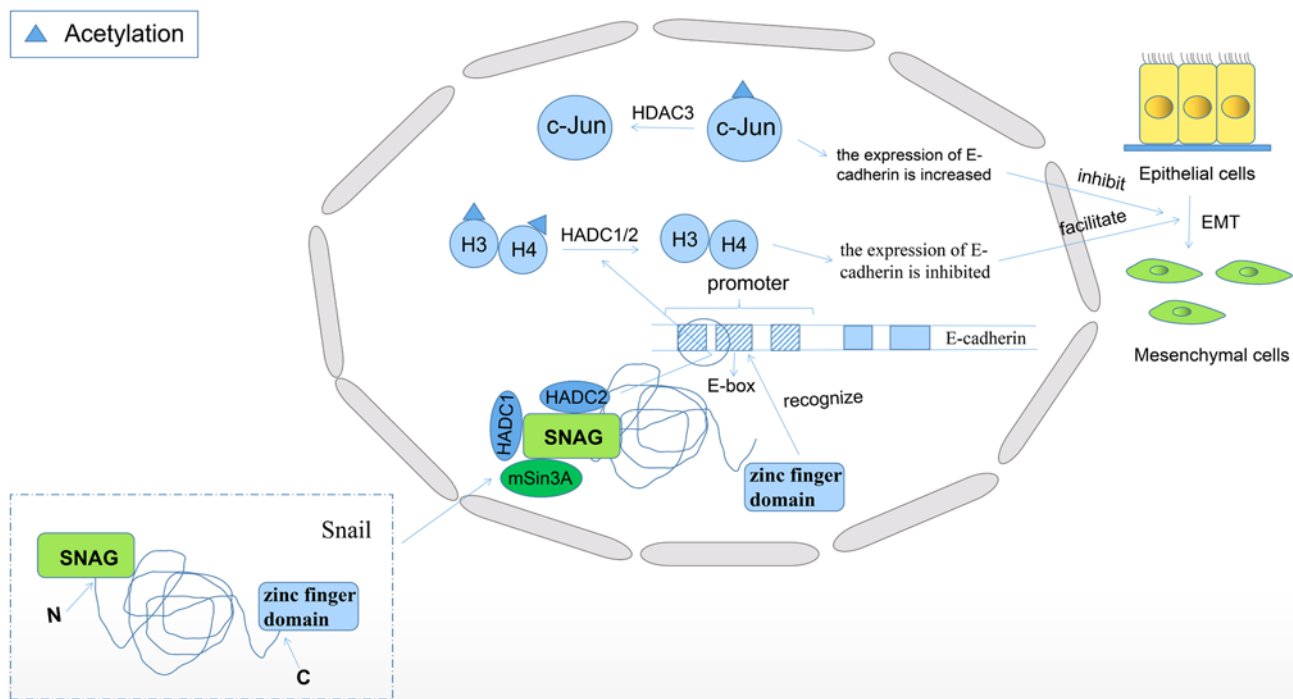 Acetylation
c-Jun
HDAC3
c-Jun
the expression of E-
cadherin is increased
inhibit
Epithelial cells
H3
H4
HADC1/2
H3
H4
the expression of E-
cadherin is inhibited
facilitate
EMT
promoter
Mesenchymal cells
E-cadherin
E-box
recognize
HADC1
HADC2
SNAG
mSin3A
zinc finger
domain
Snail
SNAG
N
zinc finger
domain
C